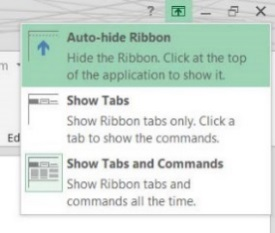 ?
Auto-hide Ribbon
Hide the Ribbon. Click at the top
of the application to show it.
Show Tabs
Show Ribbon tabs only. Click a
tab to show the commands.
Ed
Show Tabs and Commands
Show Ribbon tabs and
commands all the time.